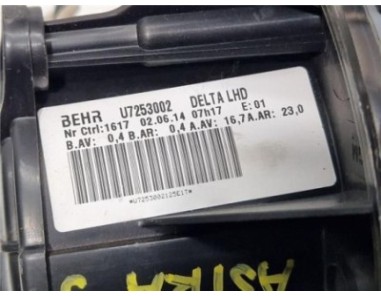 BEHR U7253002 DELTA LHD
Nr Ctrl:1617 02.06.14 07h17 E:01
B.AV: 0,4 B.AR: 0,4 A.AV: 16,7 A.AR: 23,0
*U7253002125E17*
ASTRA